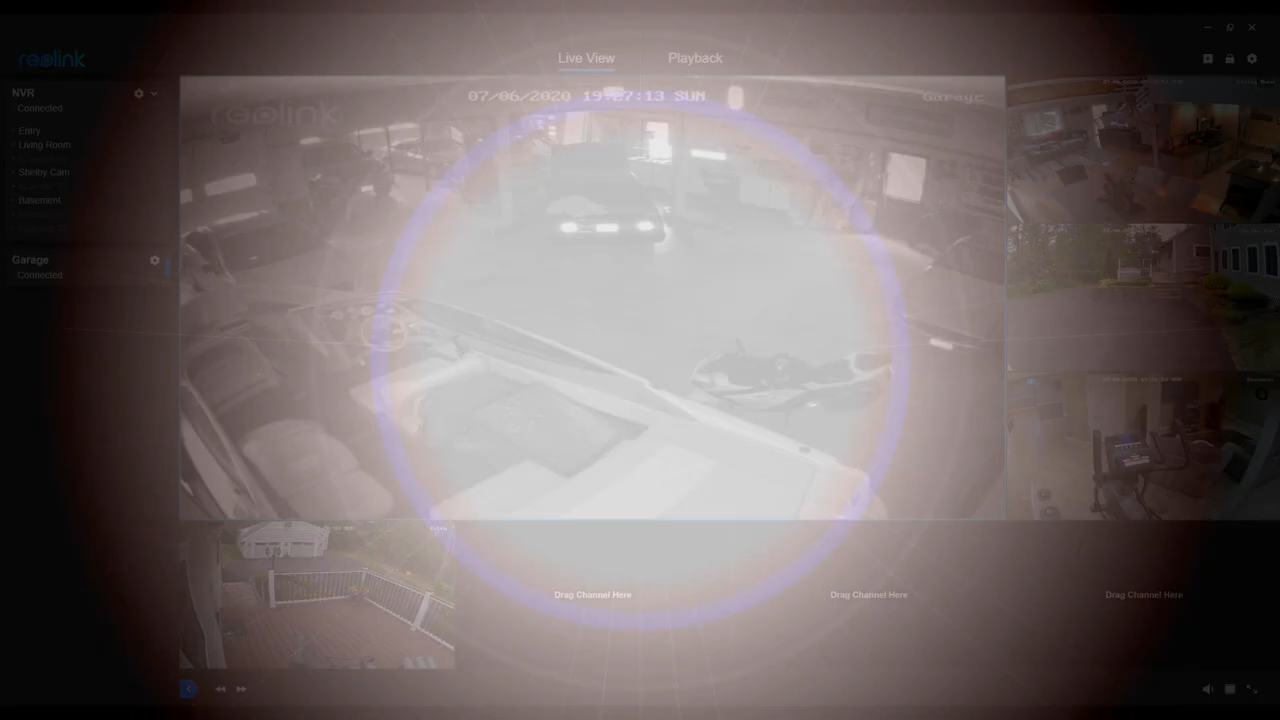 reolink
Live View
Playback
NVR
Connected
Entry
Living Room
Shelby Cam
Basement
Garage
Connected
07/06/2020 19:27:13 SUN
Garage
reolink
Drag Channel Here
Drag Channel Here
Drag Channel Here